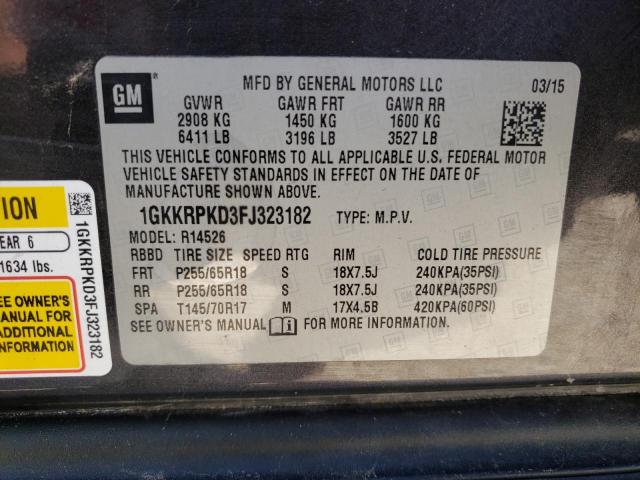 GM
MFD BY GENERAL MOTORS LLC
03/15
GVWR GAWR FRT GAWR RR
2908 KG 1450 KG 1600 KG
6411 LB 3196 LB 3527 LB
THIS VEHICLE CONFORMS TO ALL APPLICABLE U.S. FEDERAL MOTOR
VEHICLE SAFETY STANDARDS IN EFFECT ON THE DATE OF
MANUFACTURE SHOWN ABOVE.
1GKKRPKD3FJ323182 TYPE: M.P.V.
MODEL: R14526
RBBD TIRE SIZE SPEED RTG RIM COLD TIRE PRESSURE
FRT P255/65R18 S 18X7.5J 240KPA(35PSI)
RR P255/65R18 S 18X7.5J 240KPA(35PSI)
SPA T145/70R17 M 17X4.5B 420KPA(60PSI)
SEE OWNER'S MANUAL FOR MORE INFORMATION.
EAR 6
1634 lbs.
SEE OWNER'S
MANUAL FOR
ADDITIONAL
INFORMATION
1GKKRPKD3FJ323182